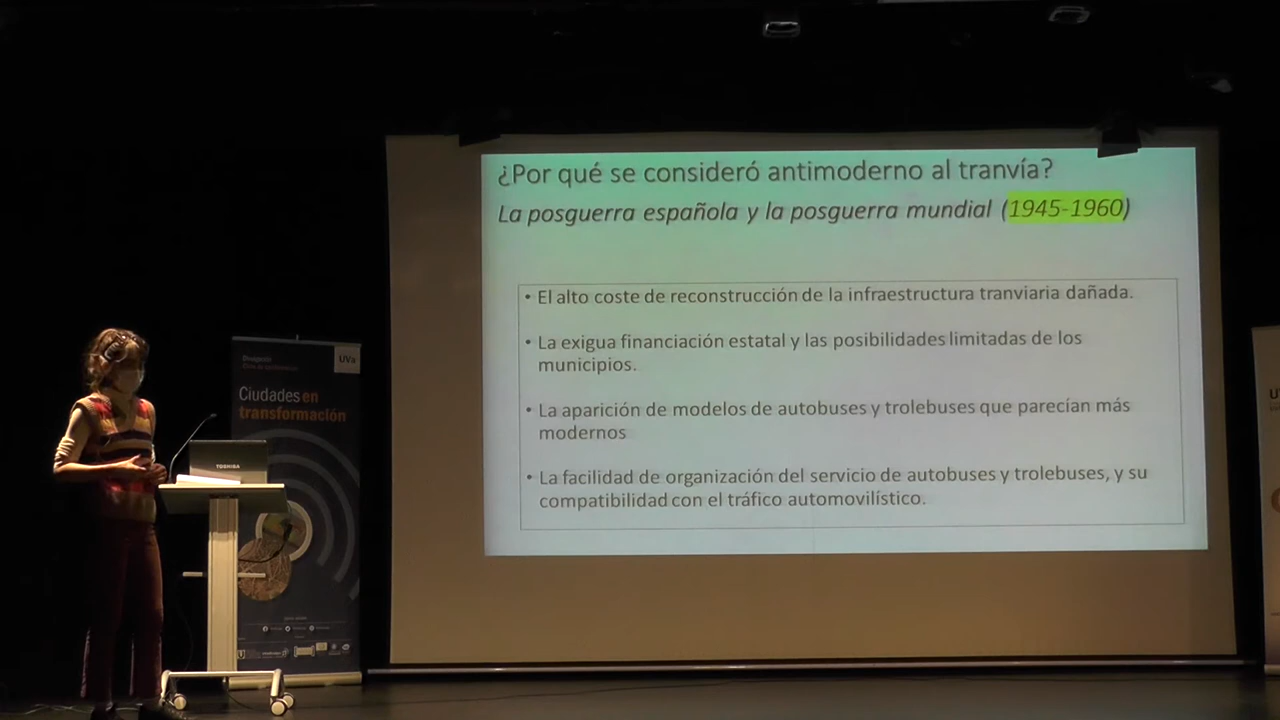 ¿Por qué se consideró antimoderno al tranvía?
La posguerra española y la posguerra mundial (1945-1960)
• El alto coste de reconstrucción de la infraestructura tranviaria dañada.
• La exigua financiación estatal y las posibilidades limitadas de los
municipios.
• La aparición de modelos de autobuses y trolebuses que parecían más
modernos
• La facilidad de organización del servicio de autobuses y trolebuses, y su
compatibilidad con el tráfico automovilístico.
Divulgación
UVa
Ciudades en
transformación
TOSHIBA